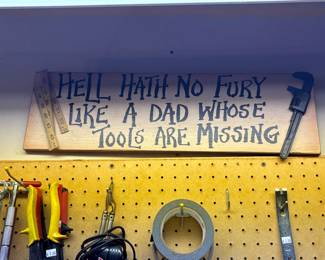 HELL HATH NO FURY
LIKE A DAD WHOSE
TOOLS ARE MISSING